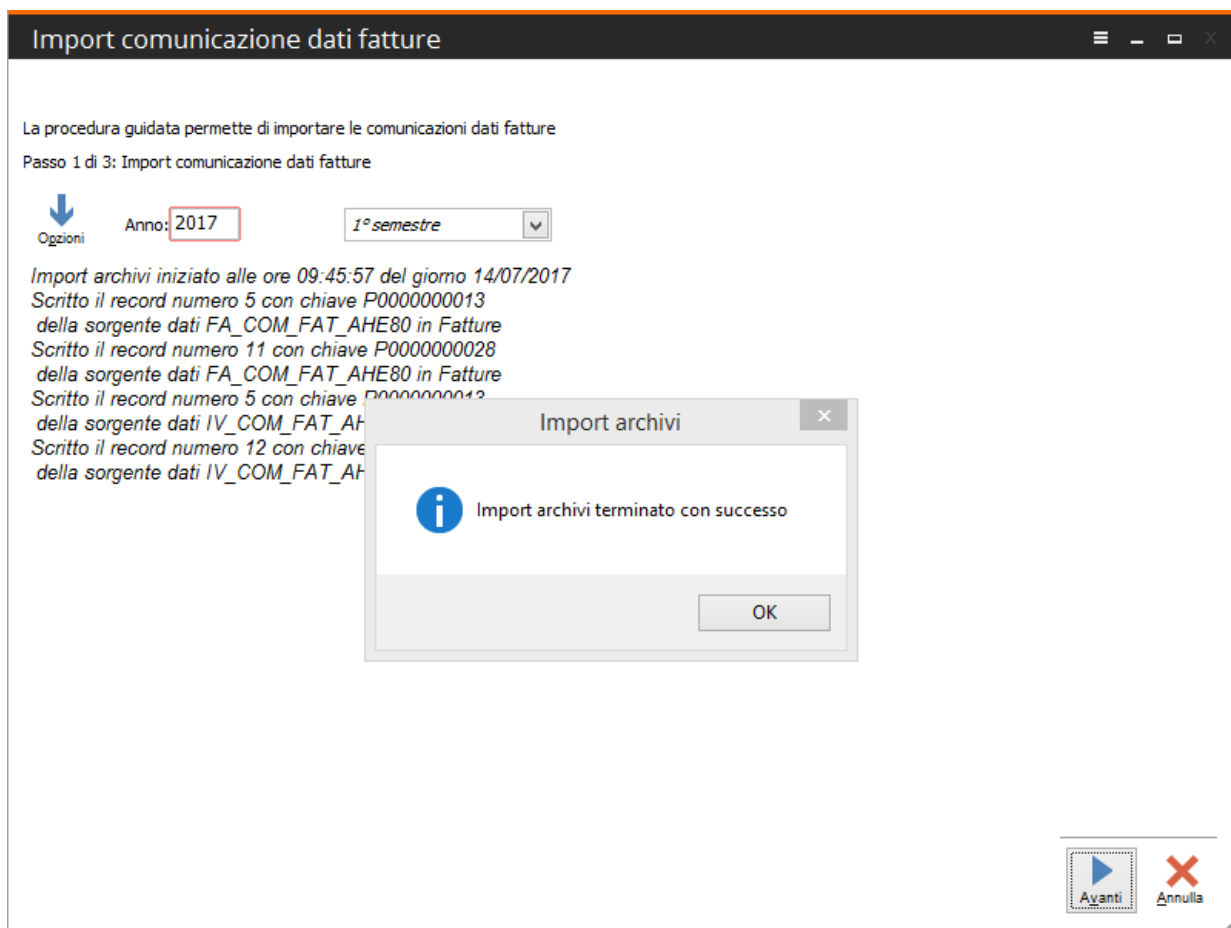 Import comunicazione dati fatture
La procedura guidata permette di importare le comunicazioni dati fatture
Passo 1 di 3: Import comunicazione dati fatture
Opzioni
Anno: 2017
1° semestre
Import archivi iniziato alle ore 09:45:57 del giorno 14/07/2017
Scritto il record numero 5 con chiave P0000000013
della sorgente dati FA_COM_FAT_AHE80 in Fatture
Scritto il record numero 11 con chiave P0000000028
della sorgente dati FA_COM_FAT_AHE80 in Fatture
Scritto il record numero 5 con chiave P0000000013
della sorgente dati IV_COM_FAT_AH
Scritto il record numero 12 con chiave
della sorgente dati IV_COM_FAT_AH
Import archivi
Import archivi terminato con successo
OK
Avanti
Annulla